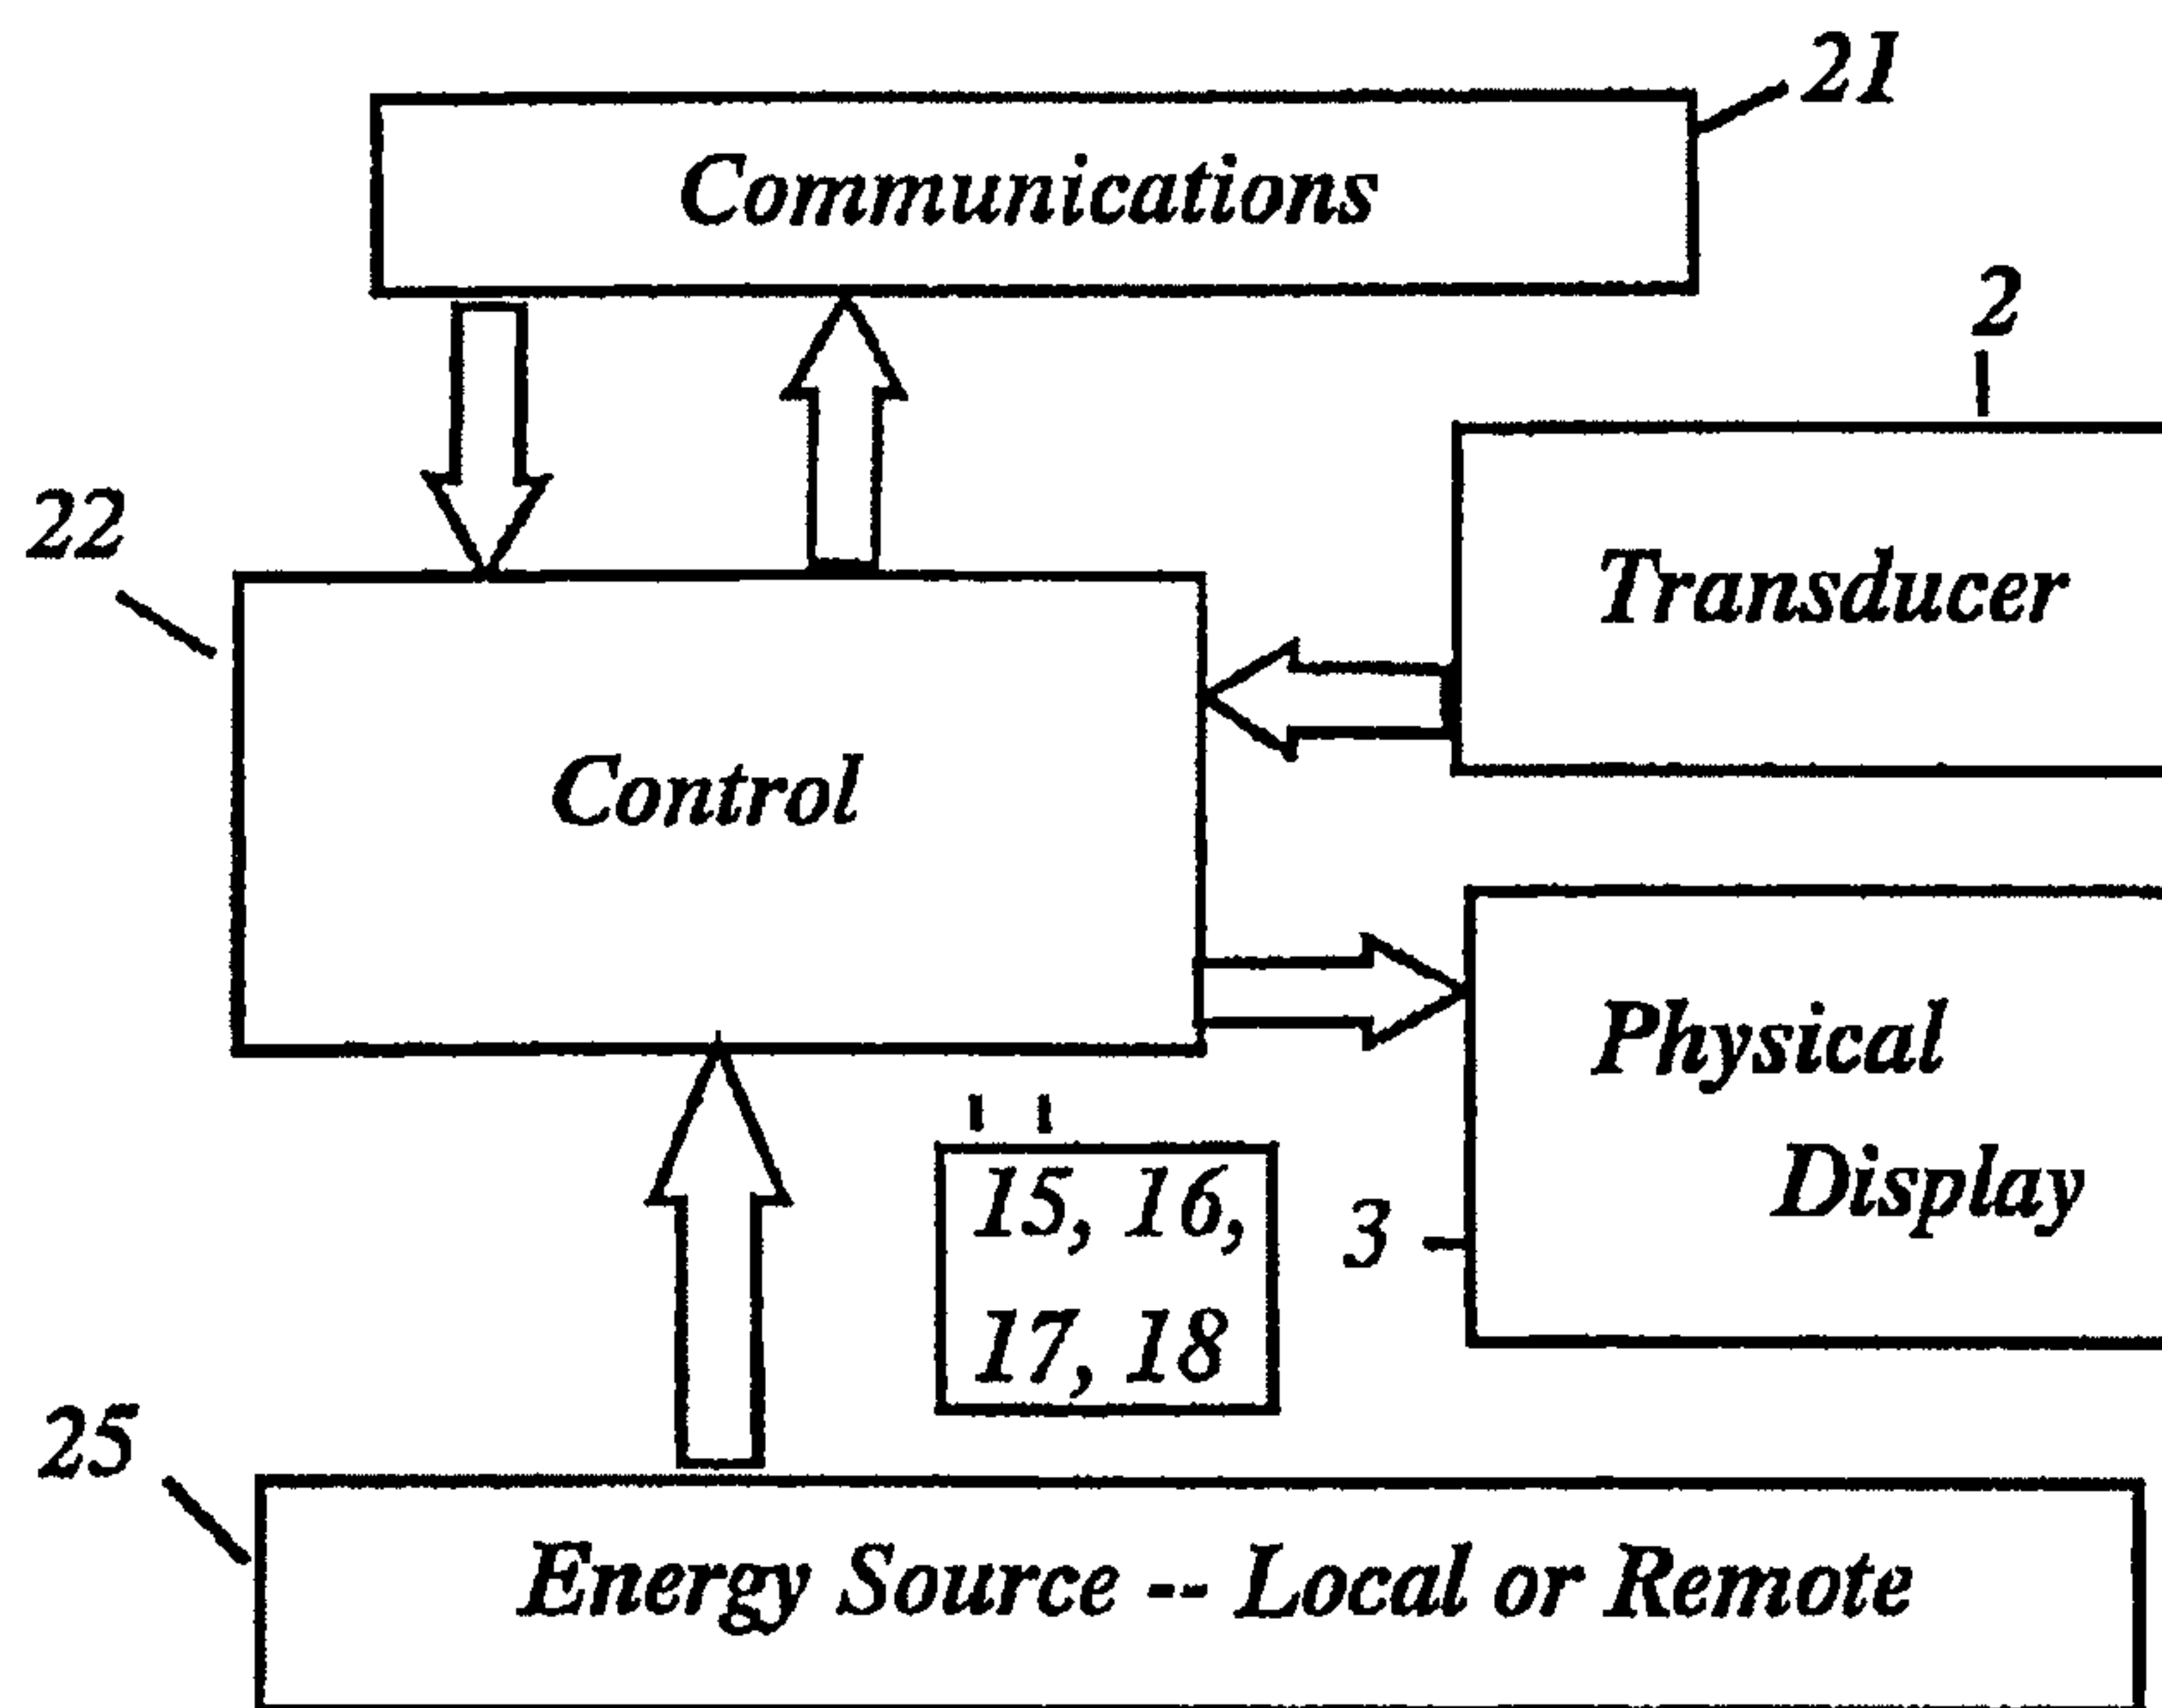 21
Communications
2
22
Transducer
Control
Physical
Display
15, 16,
17, 18
3
25
Energy Source -- Local or Remote